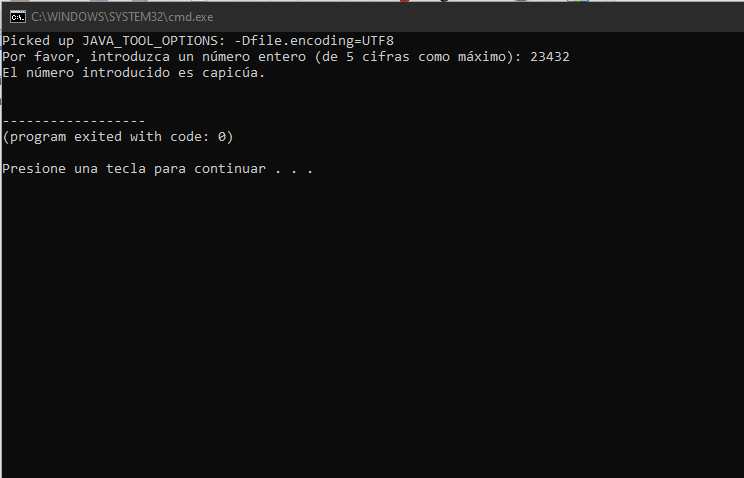 C:\WINDOWS\SYSTEM32\cmd.exe
Picked up JAVA_TOOL_OPTIONS: -Dfile.encoding=UTF8
Por favor, introduzca un número entero (de 5 cifras como máximo): 23432
El número introducido es capicúa.
------------------
(program exited with code: 0)
Presione una tecla para continuar . . .